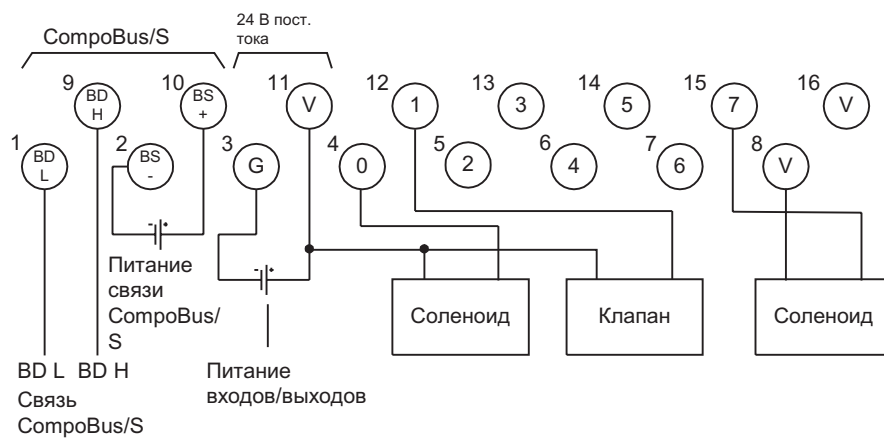 24 В пост.
тока
CompoBus/S
9 10 11 12 13 14 15 16
BD
H
BS
+
V 1 3 5 7 V
1 2 3 4 5 6 7 8
BD
L
BS
-
G 0 2 4 6 V
- +
- +
Питание
связи
CompoBus/
S
Соленоид
Клапан
Соленоид
BD L BD H
Питание
входов/выходов
Связь
CompoBus/S